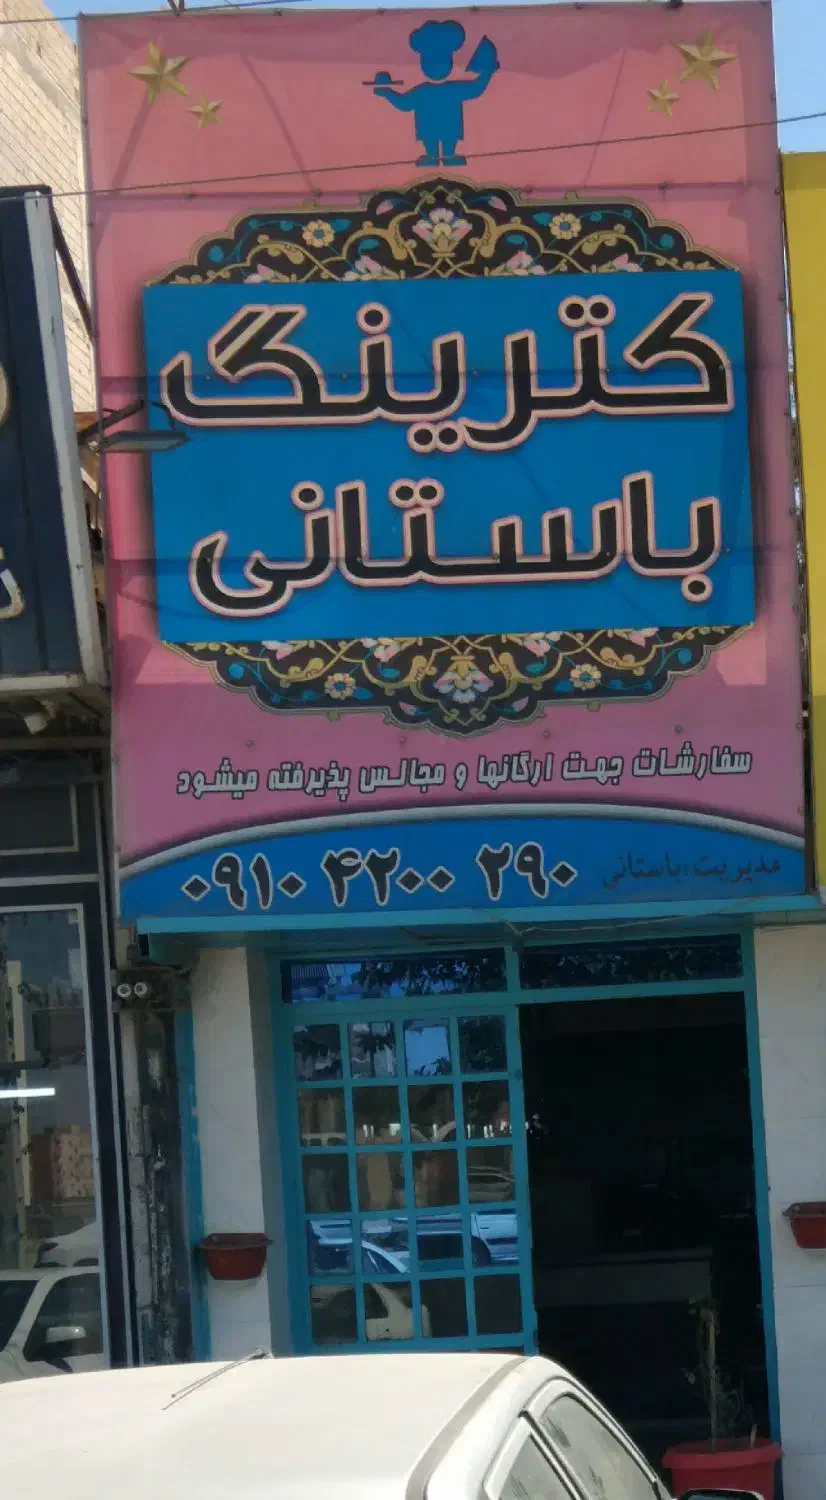 کترینگ
باستانی
سفارشات جهت ارگانها و مجالس پذیرفته میشود
مدیریت: باستانی
۰۹۱۰ ۴۲۰۰ ۲۹۰